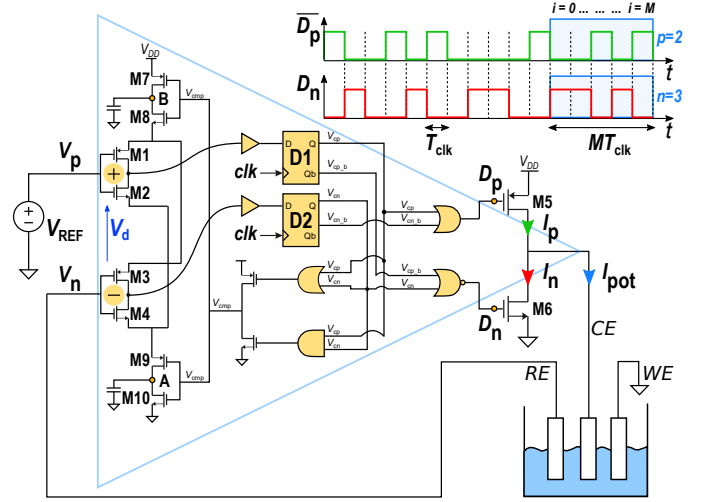 i = 0 ... ... ... i = M
D̅p̅
p=2
t
Dn
n=3
t
Tclk
MTclk
VDD
M7
B
Vcmp
M8
Vp
M1
+
M2
VREF
Vd
Vn
M3
−
M4
M9
A
Vcmp
M10
Vcmp
D D1 Q
Qb
clk
Vcp
Vcp_b
Vcn
D D2 Q
Qb
clk
Vcn_b
Vcp
Vcn
Vcp
Vcn
Vcp
Vcn_b
Vcp_b
Vcn
VDD
Dp
M5
Ip
In
Ipot
Dn
M6
CE
RE
WE